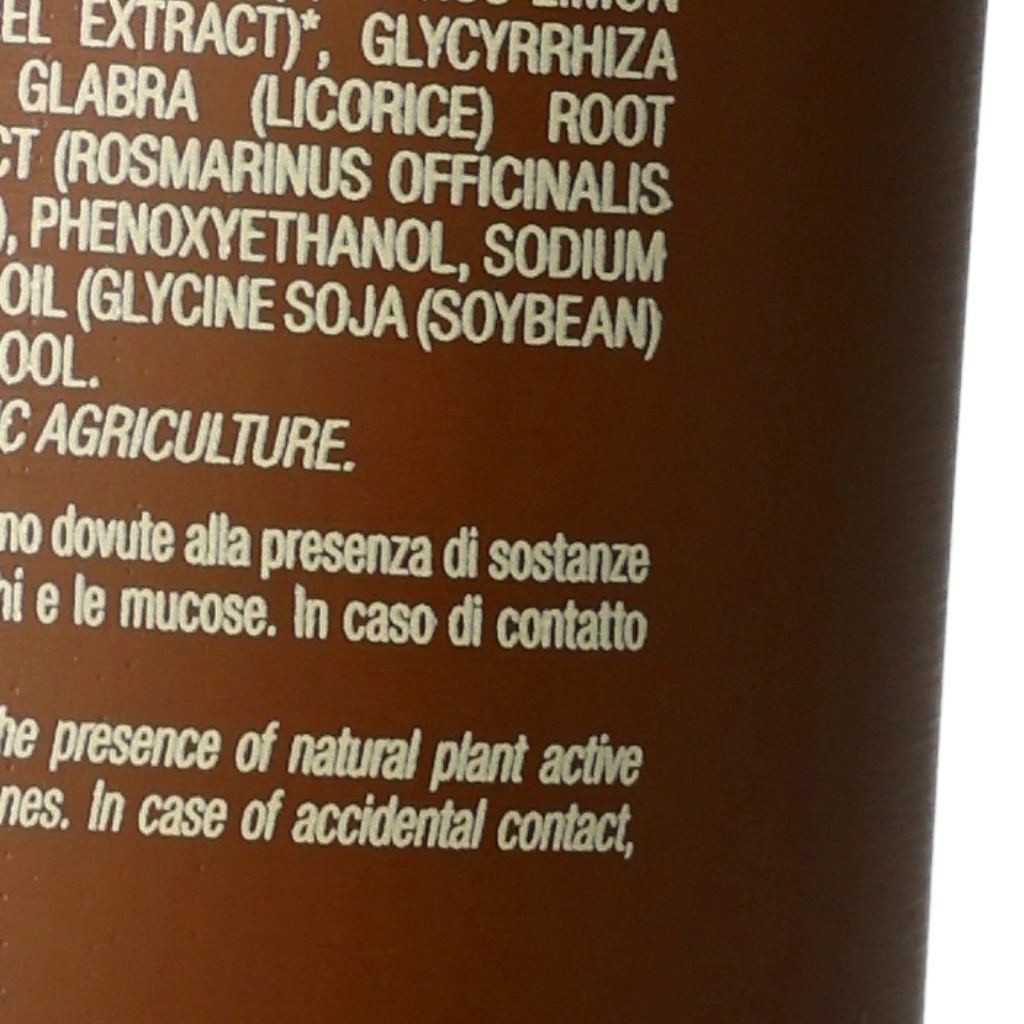 LIMON
EL EXTRACT)*, GLYCYRRHIZA
GLABRA (LICORICE) ROOT
CT (ROSMARINUS OFFICINALIS
), PHENOXYETHANOL, SODIUM
OIL (GLYCINE SOJA (SOYBEAN)
OOL.
C AGRICULTURE.
no dovute alla presenza di sostanze
hi e le mucose. In caso di contatto
he presence of natural plant active
nes. In case of accidental contact,